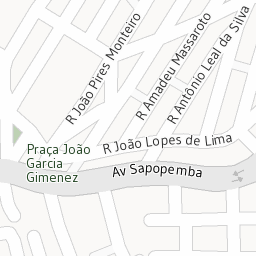 R João Pires Monteiro
R Amadeu Massaroto
R Antônio Leal da Silva
R João Lopes de Lima
Praça João
Garcia
Gimenez
Av Sapopemba